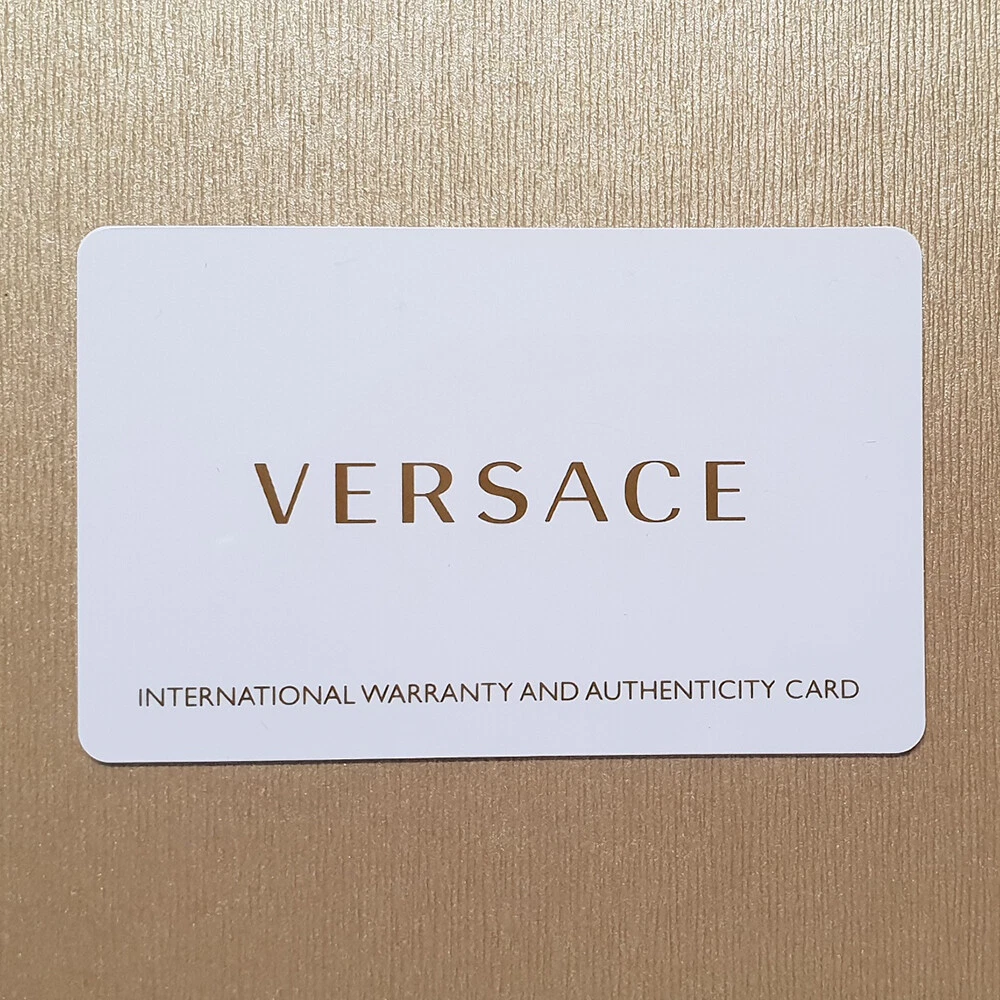 VERSACE
INTERNATIONAL WARRANTY AND AUTHENTICITY CARD